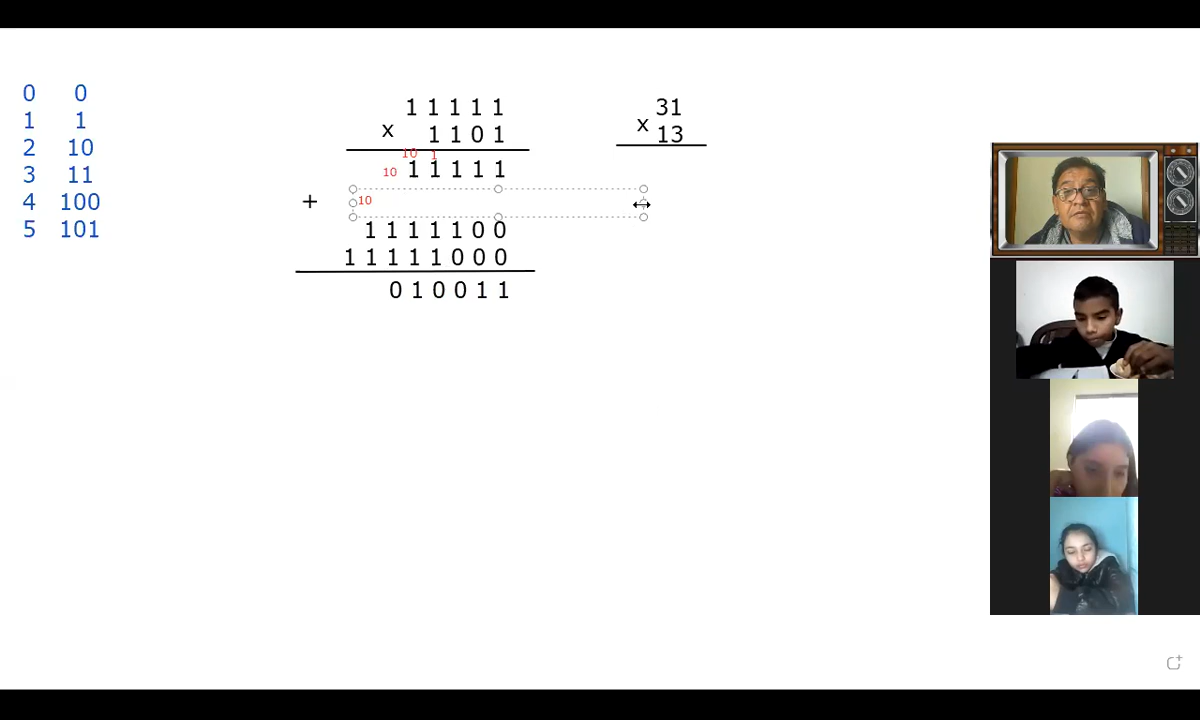 0 0
1 1
2 10
3 11
4 100
5 101
1 1 1 1 1
x 1 1 0 1
10 1
10 1 1 1 1 1
+ 10
1 1 1 1 1 0 0
1 1 1 1 1 0 0 0
0 1 0 0 1 1
31
x 13